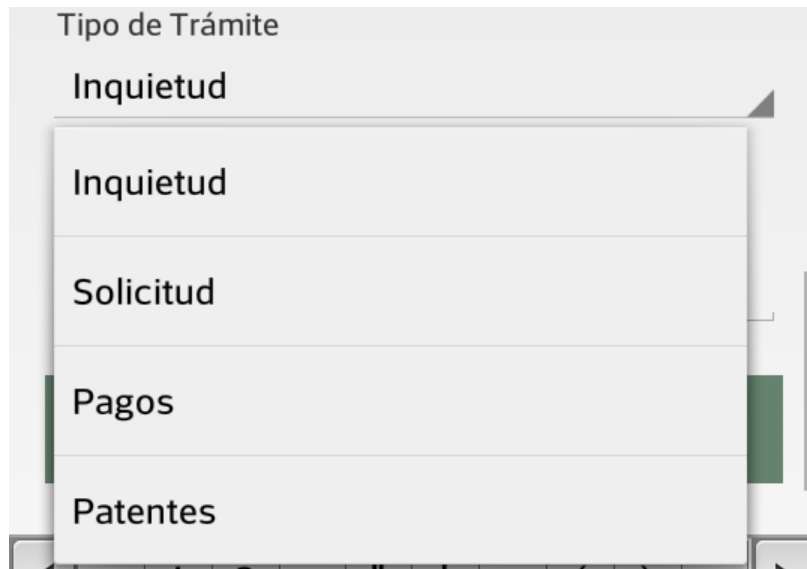 Tipo de Trámite
Inquietud
Inquietud
Solicitud
Pagos
Patentes